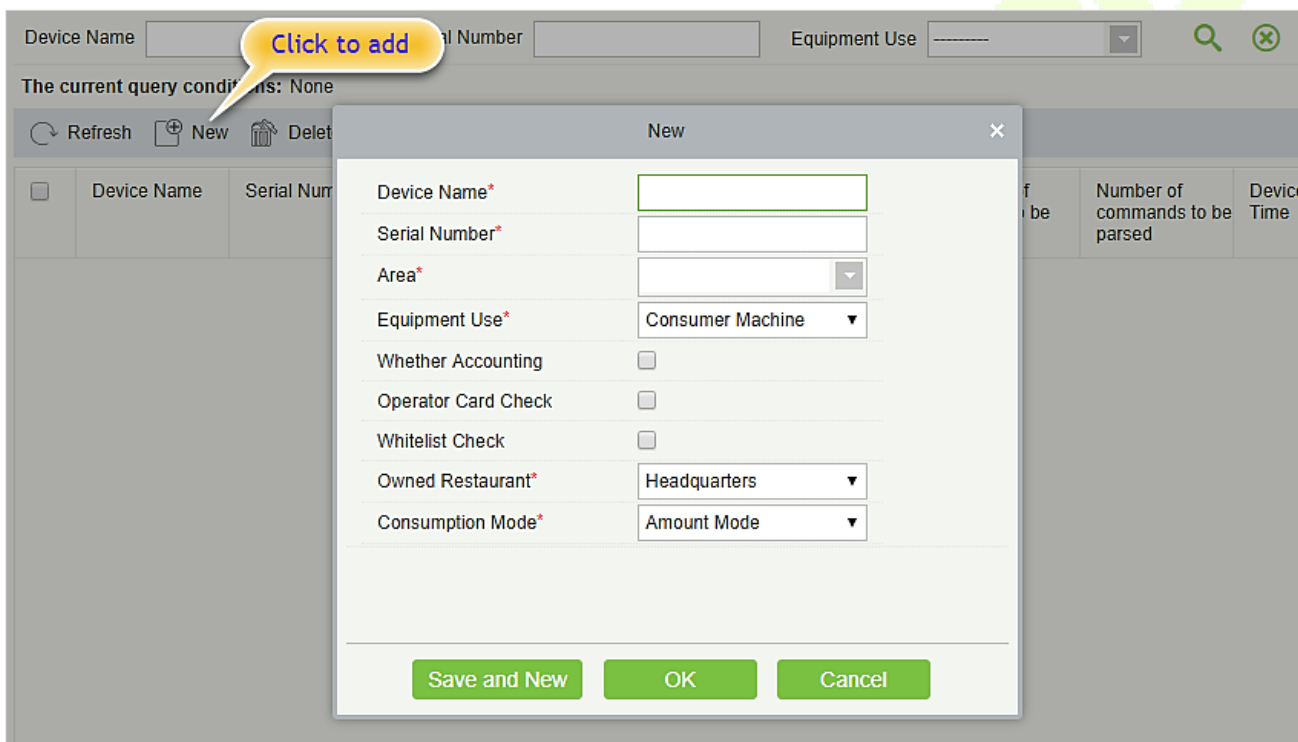 Device Name Click to add al Number Equipment Use ---------
The current query conditions: None
Refresh New Delet
New ×
Device Name Serial Num f be Number of commands to be parsed Device Time
Device Name*
Serial Number*
Area*
Equipment Use* Consumer Machine
Whether Accounting
Operator Card Check
Whitelist Check
Owned Restaurant* Headquarters
Consumption Mode* Amount Mode
Save and New OK Cancel